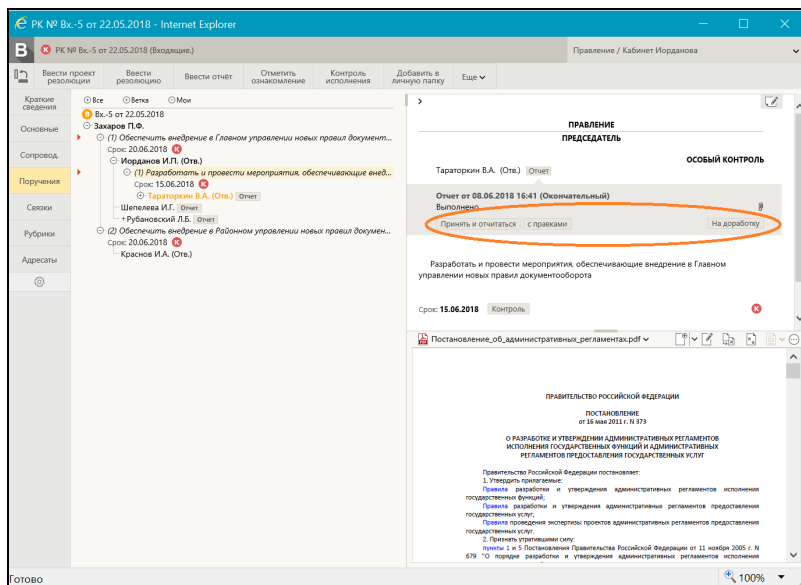 РК № Вх.-5 от 22.05.2018 - Internet Explorer
В
К РК № Вх.-5 от 22.05.2018 (Входящие.)
Правление / Кабинет Иорданова
Ввести проект резолюции
Ввести резолюцию
Ввести отчёт
Отметить ознакомление
Контроль исполнения
Добавить в личную папку
Еще
Краткие сведения
Основные
Сопровод.
Поручения
Связки
Рубрики
Адресаты
Все Ветка Мои
В Вх.-5 от 22.05.2018
Захаров П.Ф.
(1) Обеспечить внедрение в Главном управлении новых правил документ...
Срок: 20.06.2018 К
Иорданов И.П. (Отв.)
(1) Разработать и провести мероприятия, обеспечивающие внед...
Срок: 15.06.2018 К
Тараторкин В.А. (Отв.) Отчет
Шепелева И.Г. Отчет
+ Рубановский Л.Б. Отчет
(2) Обеспечить внедрение в Районном управлении новых правил докумен...
Срок: 20.06.2018 К
Краснов И.А. (Отв.)
ПРАВЛЕНИЕ
ПРЕДСЕДАТЕЛЬ
ОСОБЫЙ КОНТРОЛЬ
Тараторкин В.А. (Отв.) Отчет
Отчет от 08.06.2018 16:41 (Окончательный)
Выполнено
Принять и отчитаться с правками На доработку
Разработать и провести мероприятия, обеспечивающие внедрение в Главном
управлении новых правил документооборота
Срок: 15.06.2018 Контроль К
Постановление_об_административных_регламентах.pdf
ПРАВИТЕЛЬСТВО РОССИЙСКОЙ ФЕДЕРАЦИИ
ПОСТАНОВЛЕНИЕ
от 16 мая 2011 г. N 373
О РАЗРАБОТКЕ И УТВЕРЖДЕНИИ АДМИНИСТРАТИВНЫХ РЕГЛАМЕНТОВ
ИСПОЛНЕНИЯ ГОСУДАРСТВЕННЫХ ФУНКЦИЙ И АДМИНИСТРАТИВНЫХ
РЕГЛАМЕНТОВ ПРЕДОСТАВЛЕНИЯ ГОСУДАРСТВЕННЫХ УСЛУГ
Правительство Российской Федерации постановляет:
1. Утвердить прилагаемые:
Правила разработки и утверждения административных регламентов исполнения
государственных функций;
Правила разработки и утверждения административных регламентов предоставления
государственных услуг;
Правила проведения экспертизы проектов административных регламентов предоставления
государственных услуг.
2. Признать утратившими силу:
пункты 1 и 5 Постановления Правительства Российской Федерации от 11 ноября 2005 г. N
679 "О порядке разработки и утверждения административных регламентов исполнения
Готово
100%